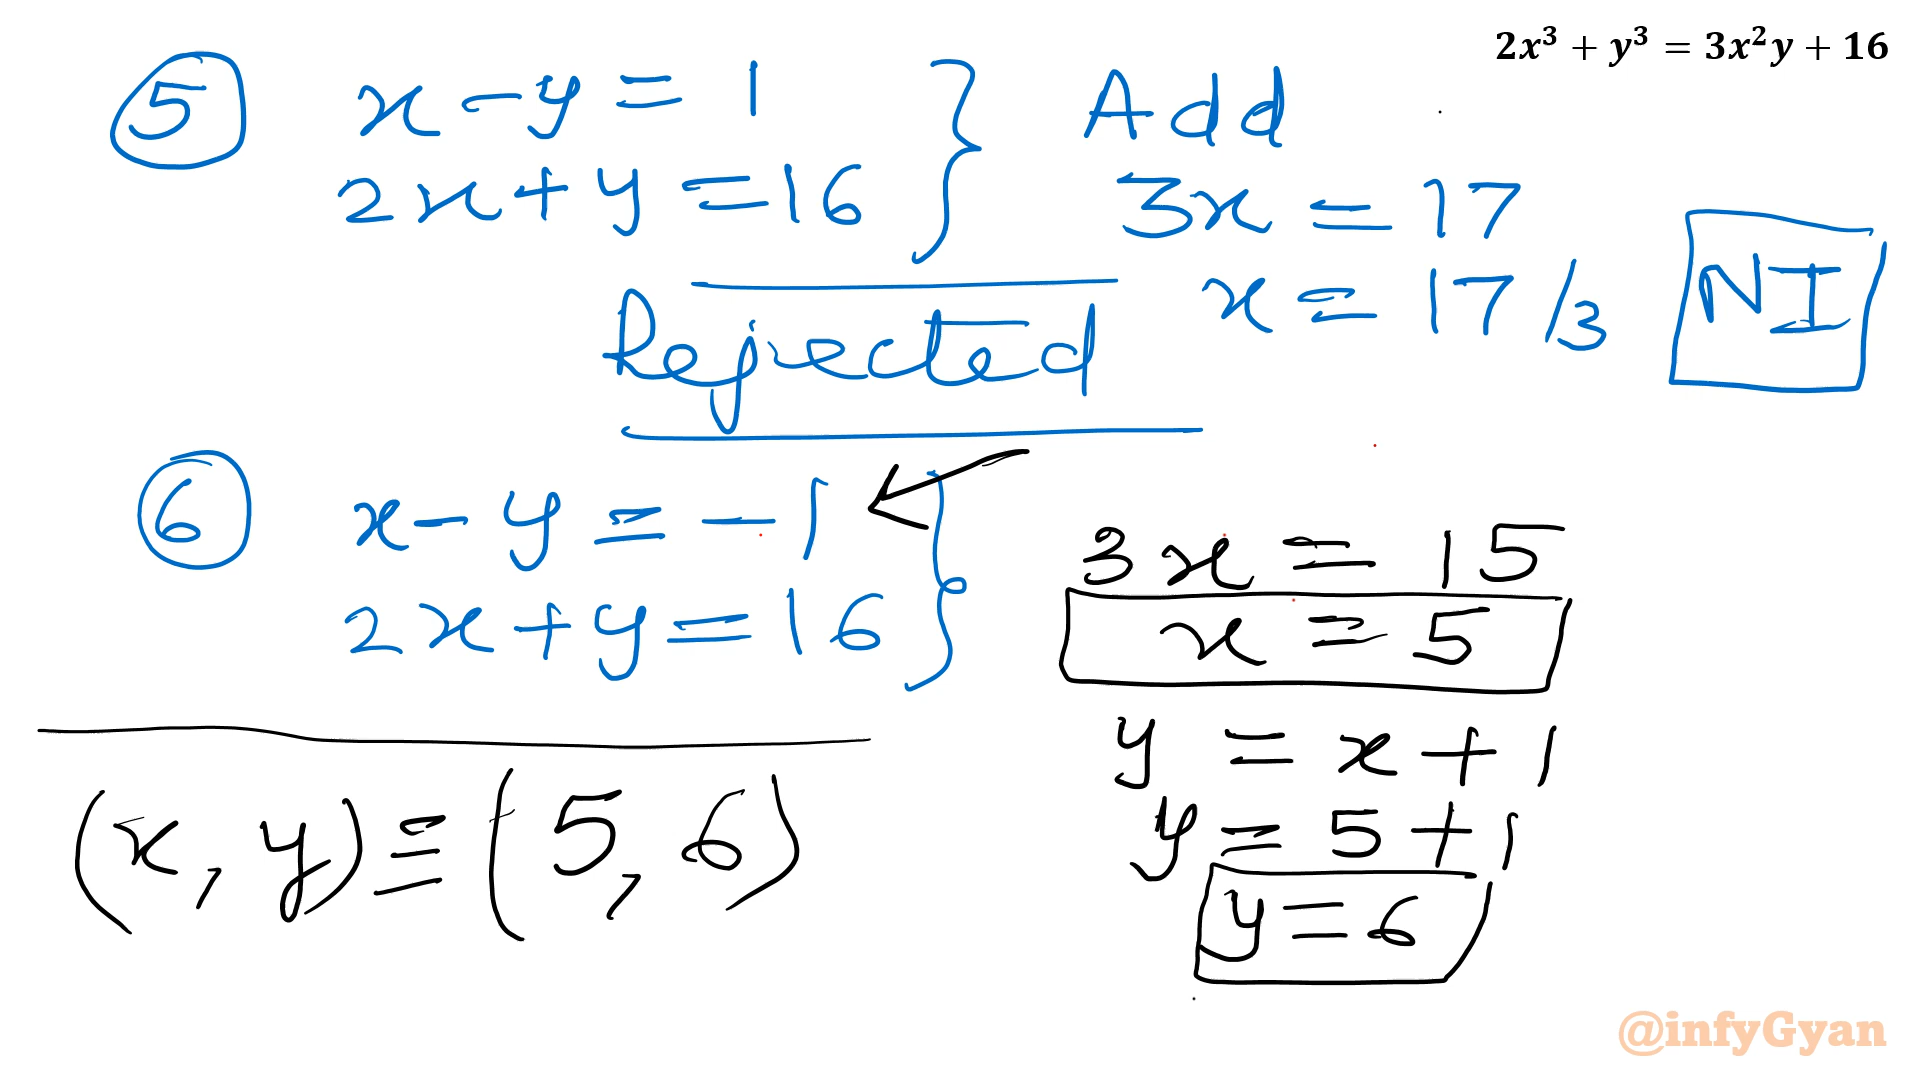 2x³ + y³ = 3x²y + 16
⑤ x - y = 1
2x + y = 16
Add
3x = 17
x = 17/3
NI
Rejected
⑥ x - y = -1
2x + y = 16
3x = 15
x = 5
y = x + 1
y = 5 + 1
y = 6
(x, y) ≡ (5, 6)
@infyGyan